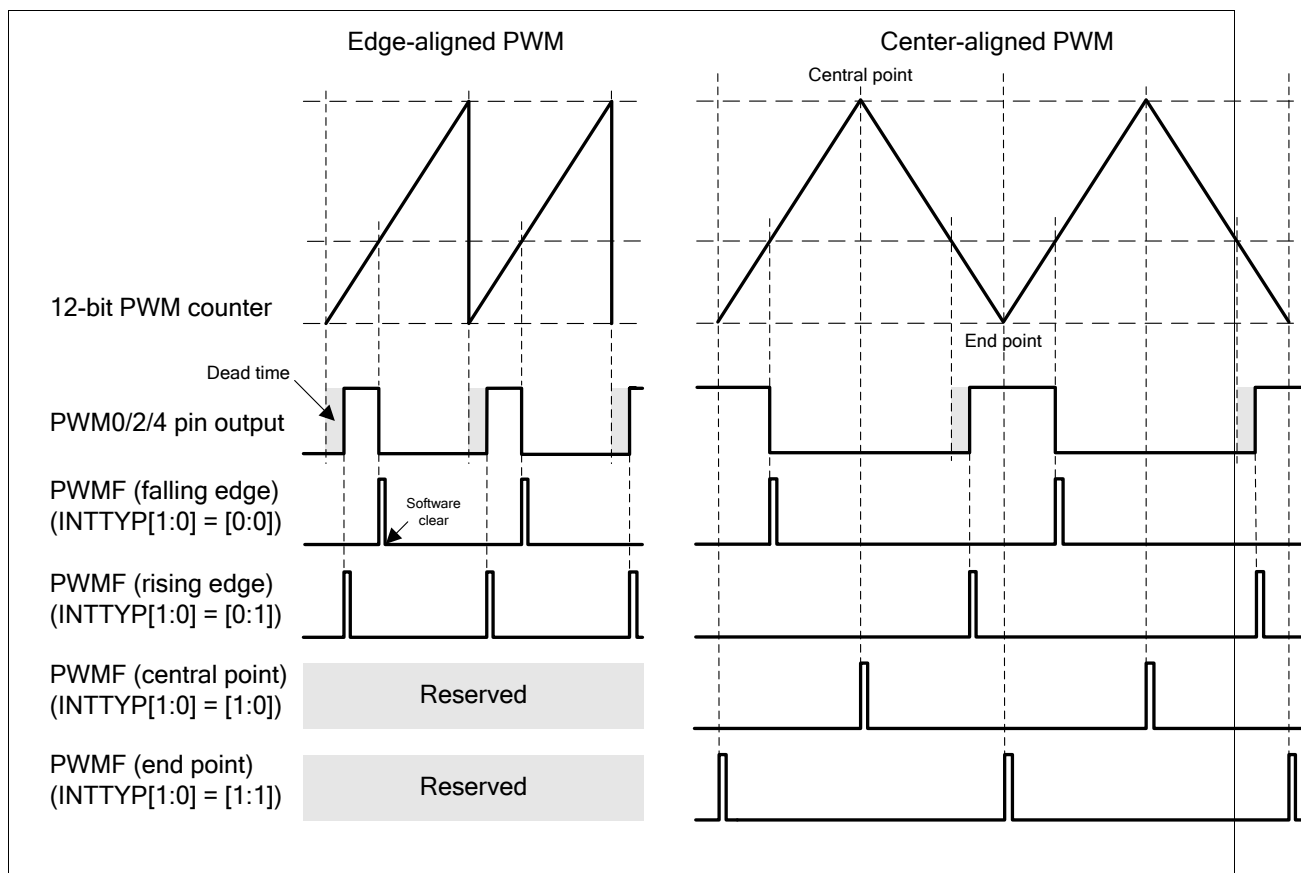 Edge-aligned PWM
Center-aligned PWM
Central point
12-bit PWM counter
End point
Dead time
PWM0/2/4 pin output
PWMF (falling edge)
(INTTYP[1:0] = [0:0])
Software
clear
PWMF (rising edge)
(INTTYP[1:0] = [0:1])
PWMF (central point)
(INTTYP[1:0] = [1:0])
Reserved
PWMF (end point)
(INTTYP[1:0] = [1:1])
Reserved